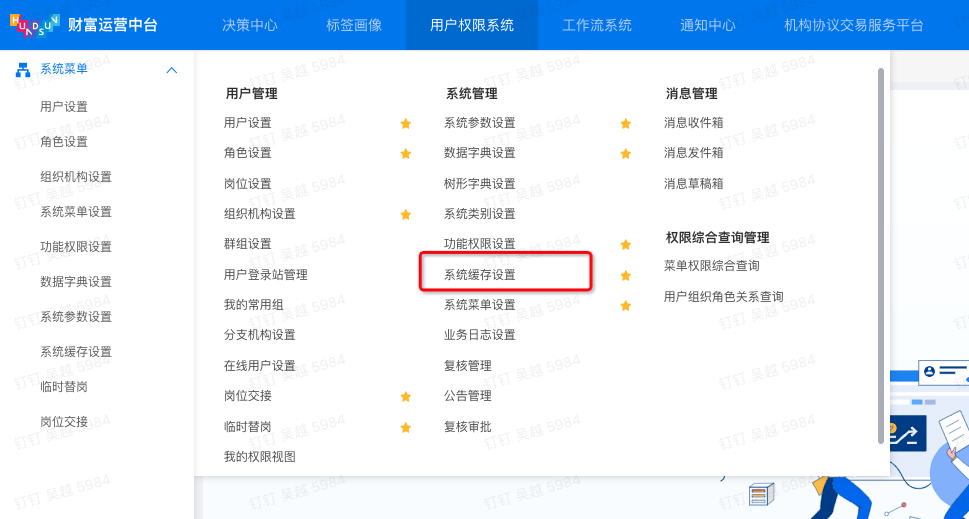 HUNDSUN 财富运营中台 决策中心 标签画像 用户权限系统 工作流系统 通知中心 机构协议交易服务平台
系统菜单
用户设置
角色设置
组织机构设置
系统菜单设置
功能权限设置
数据字典设置
系统参数设置
系统缓存设置
临时替岗
岗位交接
用户管理
用户设置
角色设置
岗位设置
组织机构设置
群组设置
用户登录站管理
我的常用组
分支机构设置
在线用户设置
岗位交接
临时替岗
我的权限视图
系统管理
系统参数设置
数据字典设置
树形字典设置
系统类别设置
功能权限设置
系统缓存设置
系统菜单设置
业务日志设置
复核管理
公告管理
复核审批
消息管理
消息收件箱
消息发件箱
消息草稿箱
权限综合查询管理
菜单权限综合查询
用户组织角色关系查询
钉钉 吴越 5984